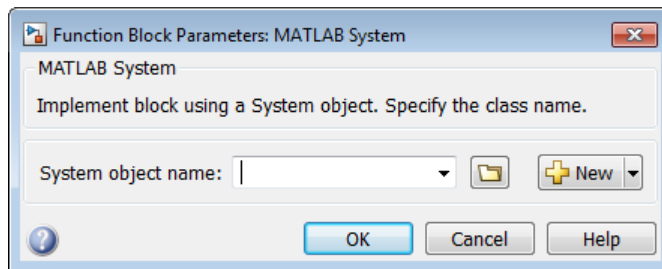 Function Block Parameters: MATLAB System
MATLAB System
Implement block using a System object. Specify the class name.
System object name:
New
OK Cancel Help